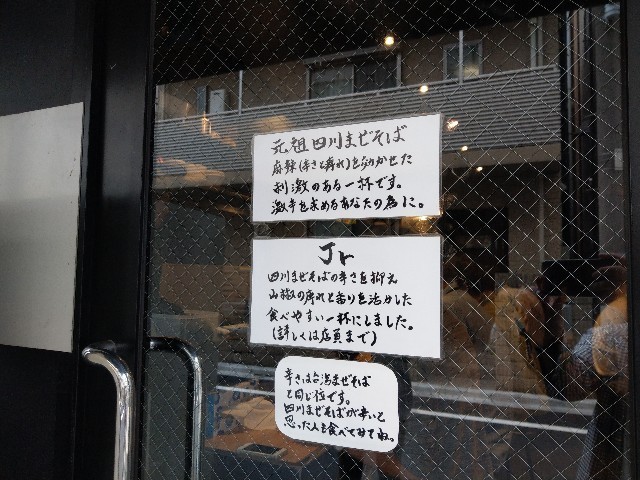 元祖四川まぜそば
麻辣(辛さと痺れ)を効かせた
刺激のある一杯です。
激辛を求めるあなたの為に。
Jr
四川まぜそばの辛さを抑え
山椒の痺れと香りを活かした
食べやすい一杯にしました。
(詳しくは店員まで)
辛さは台湾まぜそば
と同じ位です。
四川まぜそばが辛いと
思った人も食べてみてね。